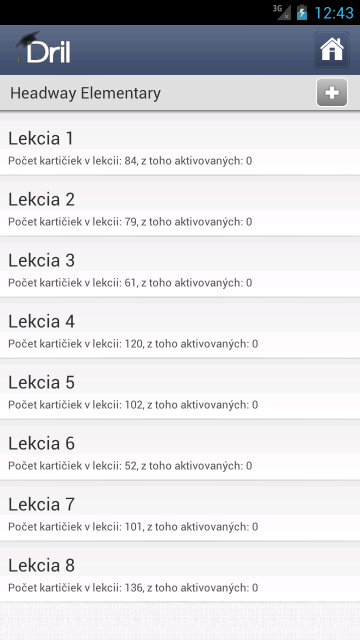 3G 12:43
Dril
Headway Elementary
Lekcia 1
Počet kartičiek v lekcii: 84, z toho aktivovaných: 0
Lekcia 2
Počet kartičiek v lekcii: 79, z toho aktivovaných: 0
Lekcia 3
Počet kartičiek v lekcii: 61, z toho aktivovaných: 0
Lekcia 4
Počet kartičiek v lekcii: 120, z toho aktivovaných: 0
Lekcia 5
Počet kartičiek v lekcii: 102, z toho aktivovaných: 0
Lekcia 6
Počet kartičiek v lekcii: 52, z toho aktivovaných: 0
Lekcia 7
Počet kartičiek v lekcii: 101, z toho aktivovaných: 0
Lekcia 8
Počet kartičiek v lekcii: 136, z toho aktivovaných: 0